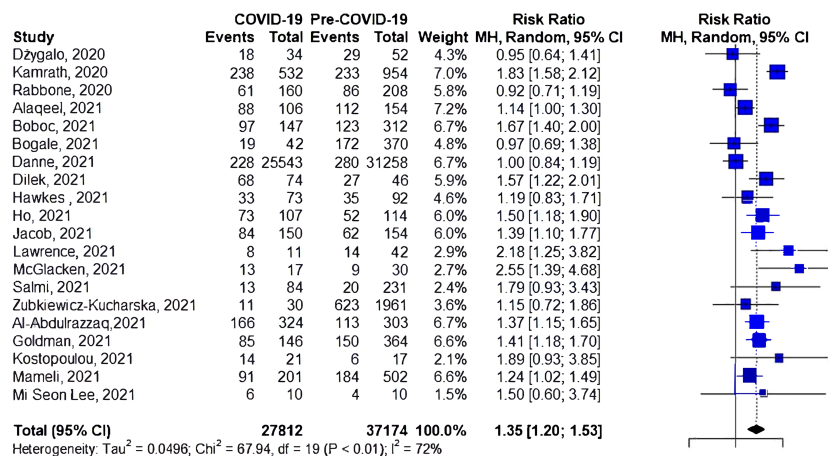 COVID-19 Pre-COVID-19 Risk Ratio Risk Ratio
Study Events Total Events Total Weight MH, Random, 95% CI MH, Random, 95% CI
Dżygalo, 2020 18 34 29 52 4.3% 0.95 [0.64; 1.41]
Kamrath, 2020 238 532 233 954 7.0% 1.83 [1.58; 2.12]
Rabbone, 2020 61 160 86 208 5.8% 0.92 [0.71; 1.19]
Alaqeel, 2021 88 106 112 154 7.2% 1.14 [1.00; 1.30]
Boboc, 2021 97 147 123 312 6.7% 1.67 [1.40; 2.00]
Bogale, 2021 19 42 172 370 4.8% 0.97 [0.69; 1.38]
Danne, 2021 228 25543 280 31258 6.8% 1.00 [0.84; 1.19]
Dilek, 2021 68 74 27 46 5.9% 1.57 [1.22; 2.01]
Hawkes , 2021 33 73 35 92 4.6% 1.19 [0.83; 1.71]
Ho, 2021 73 107 52 114 6.1% 1.50 [1.18; 1.90]
Jacob, 2021 84 150 62 154 6.0% 1.39 [1.10; 1.77]
Lawrence, 2021 8 11 14 42 2.9% 2.18 [1.25; 3.82]
McGlacken, 2021 13 17 9 30 2.7% 2.55 [1.39; 4.68]
Salmi, 2021 13 84 20 231 2.4% 1.79 [0.93; 3.43]
Zubkiewicz-Kucharska, 2021 11 30 623 1961 3.6% 1.15 [0.72; 1.86]
Al-Abdulrazzaq,2021 166 324 113 303 6.7% 1.37 [1.15; 1.65]
Goldman, 2021 85 146 150 364 6.6% 1.41 [1.18; 1.70]
Kostopoulou, 2021 14 21 6 17 2.1% 1.89 [0.93; 3.85]
Mameli, 2021 91 201 184 502 6.5% 1.24 [1.02; 1.49]
Mi Seon Lee, 2021 6 10 4 10 1.5% 1.50 [0.60; 3.74]
Total (95% CI) 27812 37174 100.0% 1.35 [1.20; 1.53]
Heterogeneity: Tau² = 0.0496; Chi² = 67.94, df = 19 (P < 0.01); I² = 72%